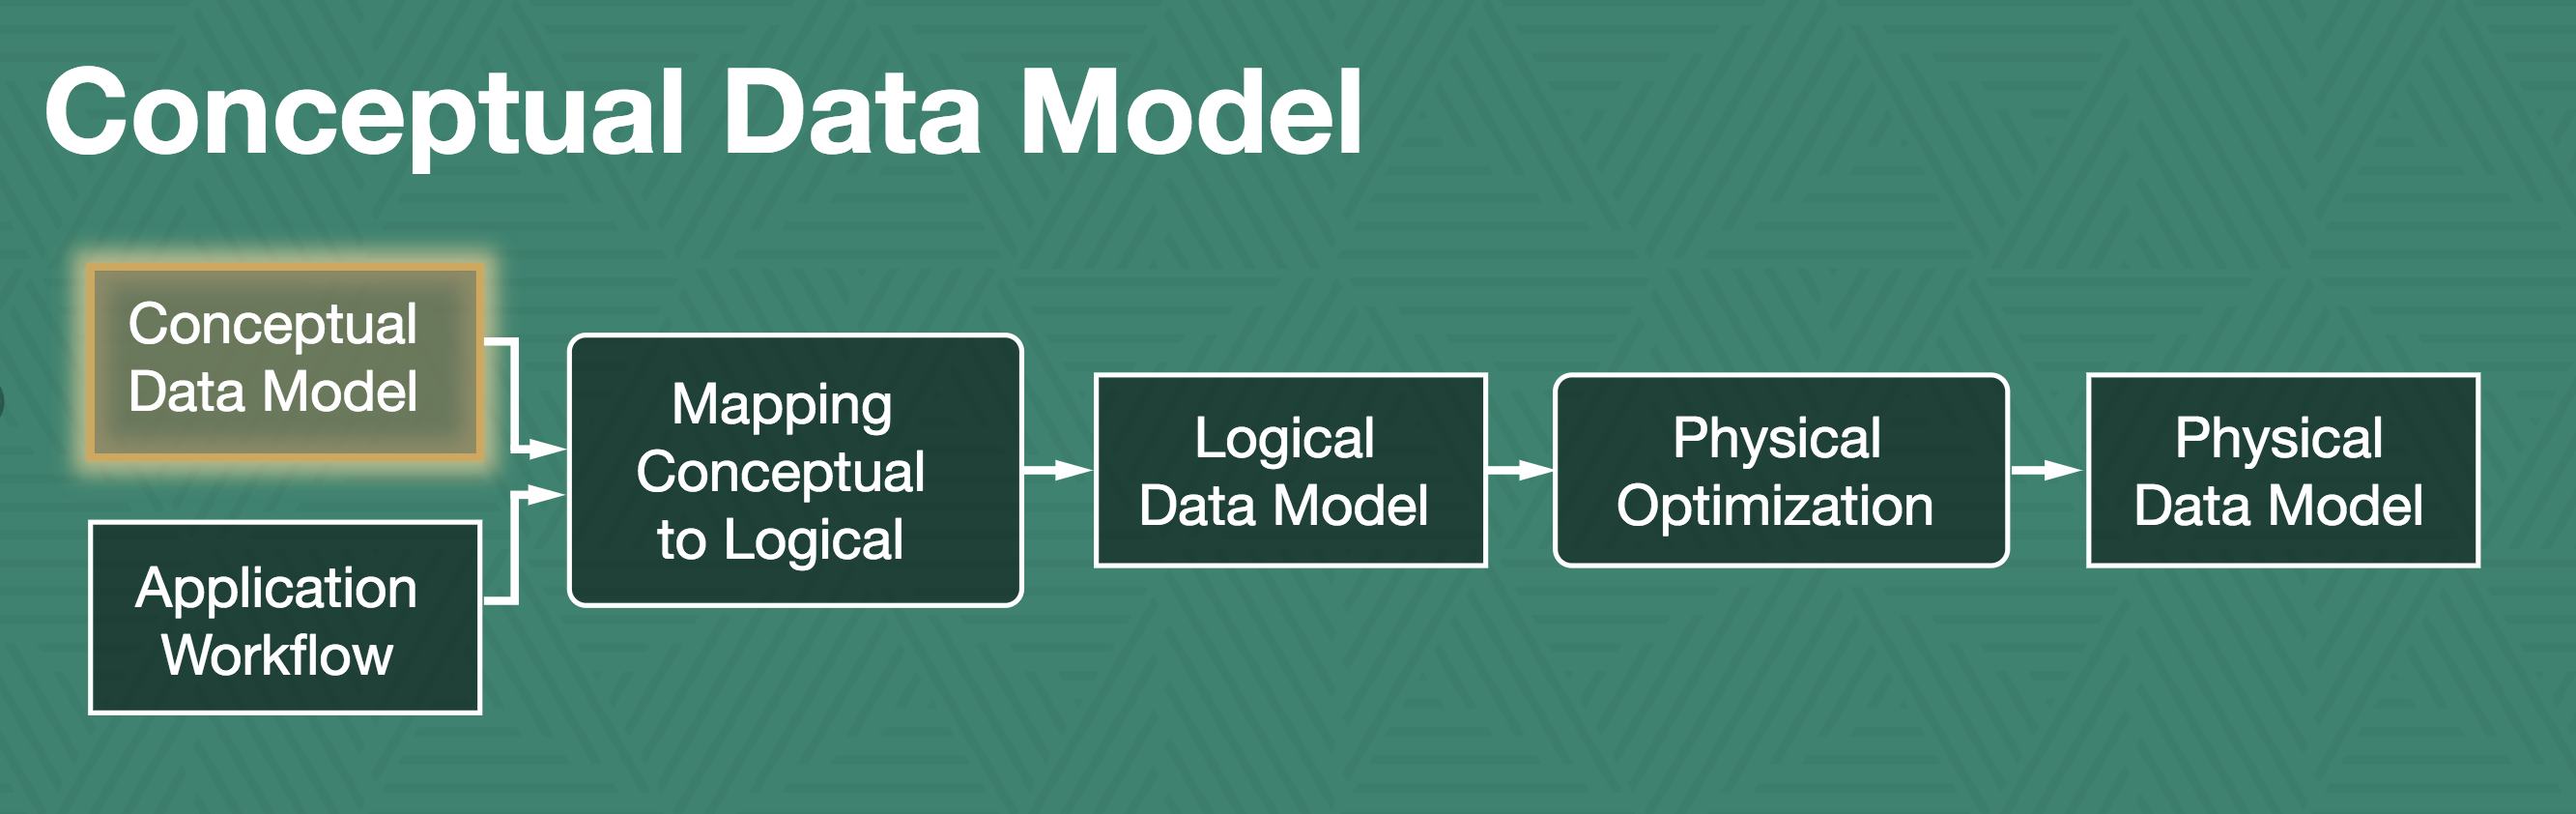 Conceptual Data Model
Conceptual
Data Model
Application
Workflow
Mapping
Conceptual
to Logical
Logical
Data Model
Physical
Optimization
Physical
Data Model